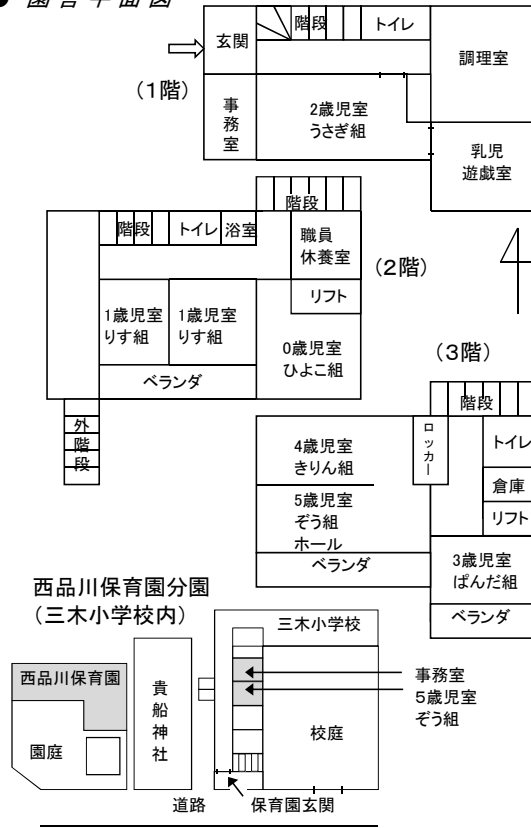 ● 園舎平面図
玄関
階段
トイレ
調理室
(1階)
事務室
2歳児室
うさぎ組
乳児
遊戯室
階段
階段
トイレ
浴室
職員
休養室
(2階)
リフト
1歳児室
りす組
1歳児室
りす組
0歳児室
ひよこ組
ベランダ
外階段
(3階)
階段
ロッカー
トイレ
4歳児室
きりん組
倉庫
5歳児室
ぞう組
ホール
リフト
ベランダ
3歳児室
ぱんだ組
ベランダ
西品川保育園分園
(三木小学校内)
三木小学校
西品川保育園
貴船神社
事務室
5歳児室
ぞう組
園庭
校庭
道路
保育園玄関